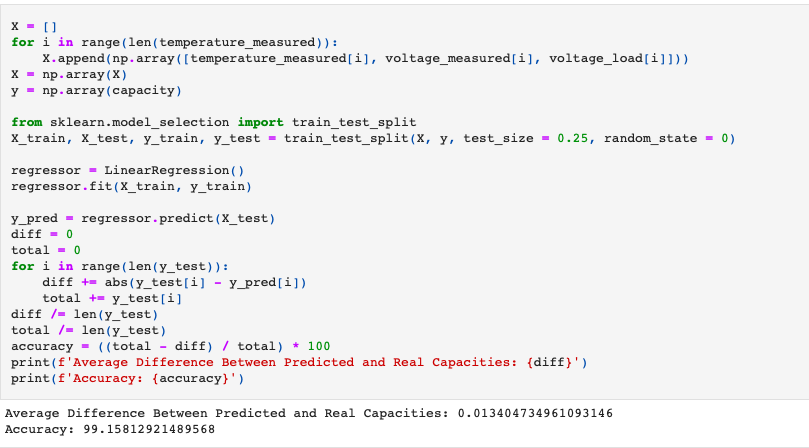 X = []
for i in range(len(temperature_measured)):
    X.append(np.array([temperature_measured[i], voltage_measured[i], voltage_load[i]]))
X = np.array(X)
y = np.array(capacity)

from sklearn.model_selection import train_test_split
X_train, X_test, y_train, y_test = train_test_split(X, y, test_size = 0.25, random_state = 0)

regressor = LinearRegression()
regressor.fit(X_train, y_train)

y_pred = regressor.predict(X_test)
diff = 0
total = 0
for i in range(len(y_test)):
    diff += abs(y_test[i] - y_pred[i])
    total += y_test[i]
diff /= len(y_test)
total /= len(y_test)
accuracy = ((total - diff) / total) * 100
print(f'Average Difference Between Predicted and Real Capacities: {diff}')
print(f'Accuracy: {accuracy}')

Average Difference Between Predicted and Real Capacities: 0.013404734961093146
Accuracy: 99.15812921489568